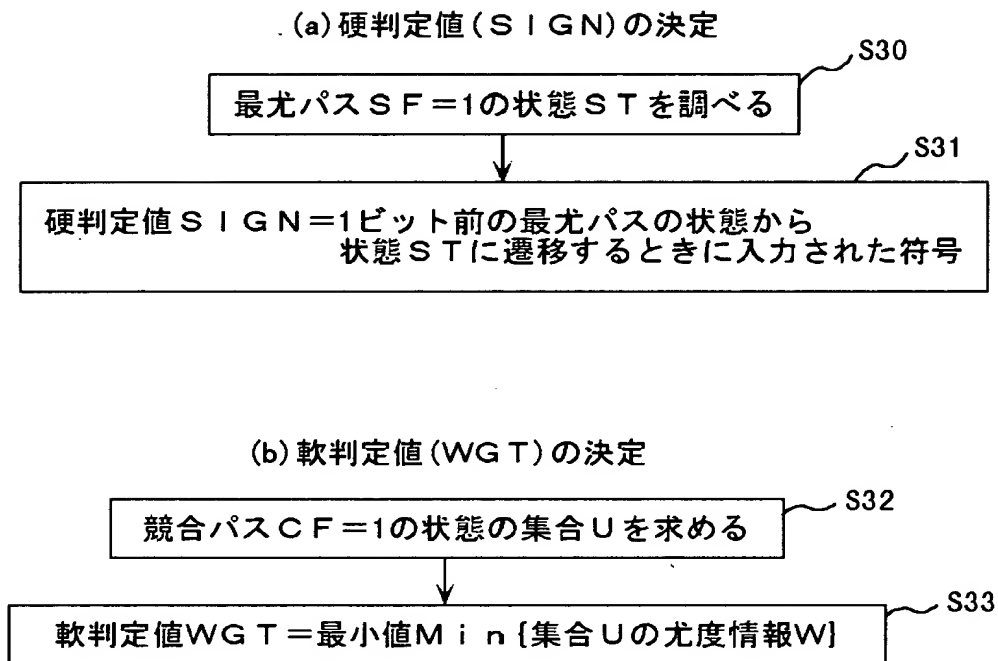 (a)硬判定値(SIGN)の決定
S30
最尤パスSF=1の状態STを調べる
S31
硬判定値SIGN=1ビット前の最尤パスの状態から
状態STに遷移するときに入力された符号
(b)軟判定値(WGT)の決定
S32
競合パスCF=1の状態の集合Uを求める
S33
軟判定値WGT=最小値Min{集合Uの尤度情報W}